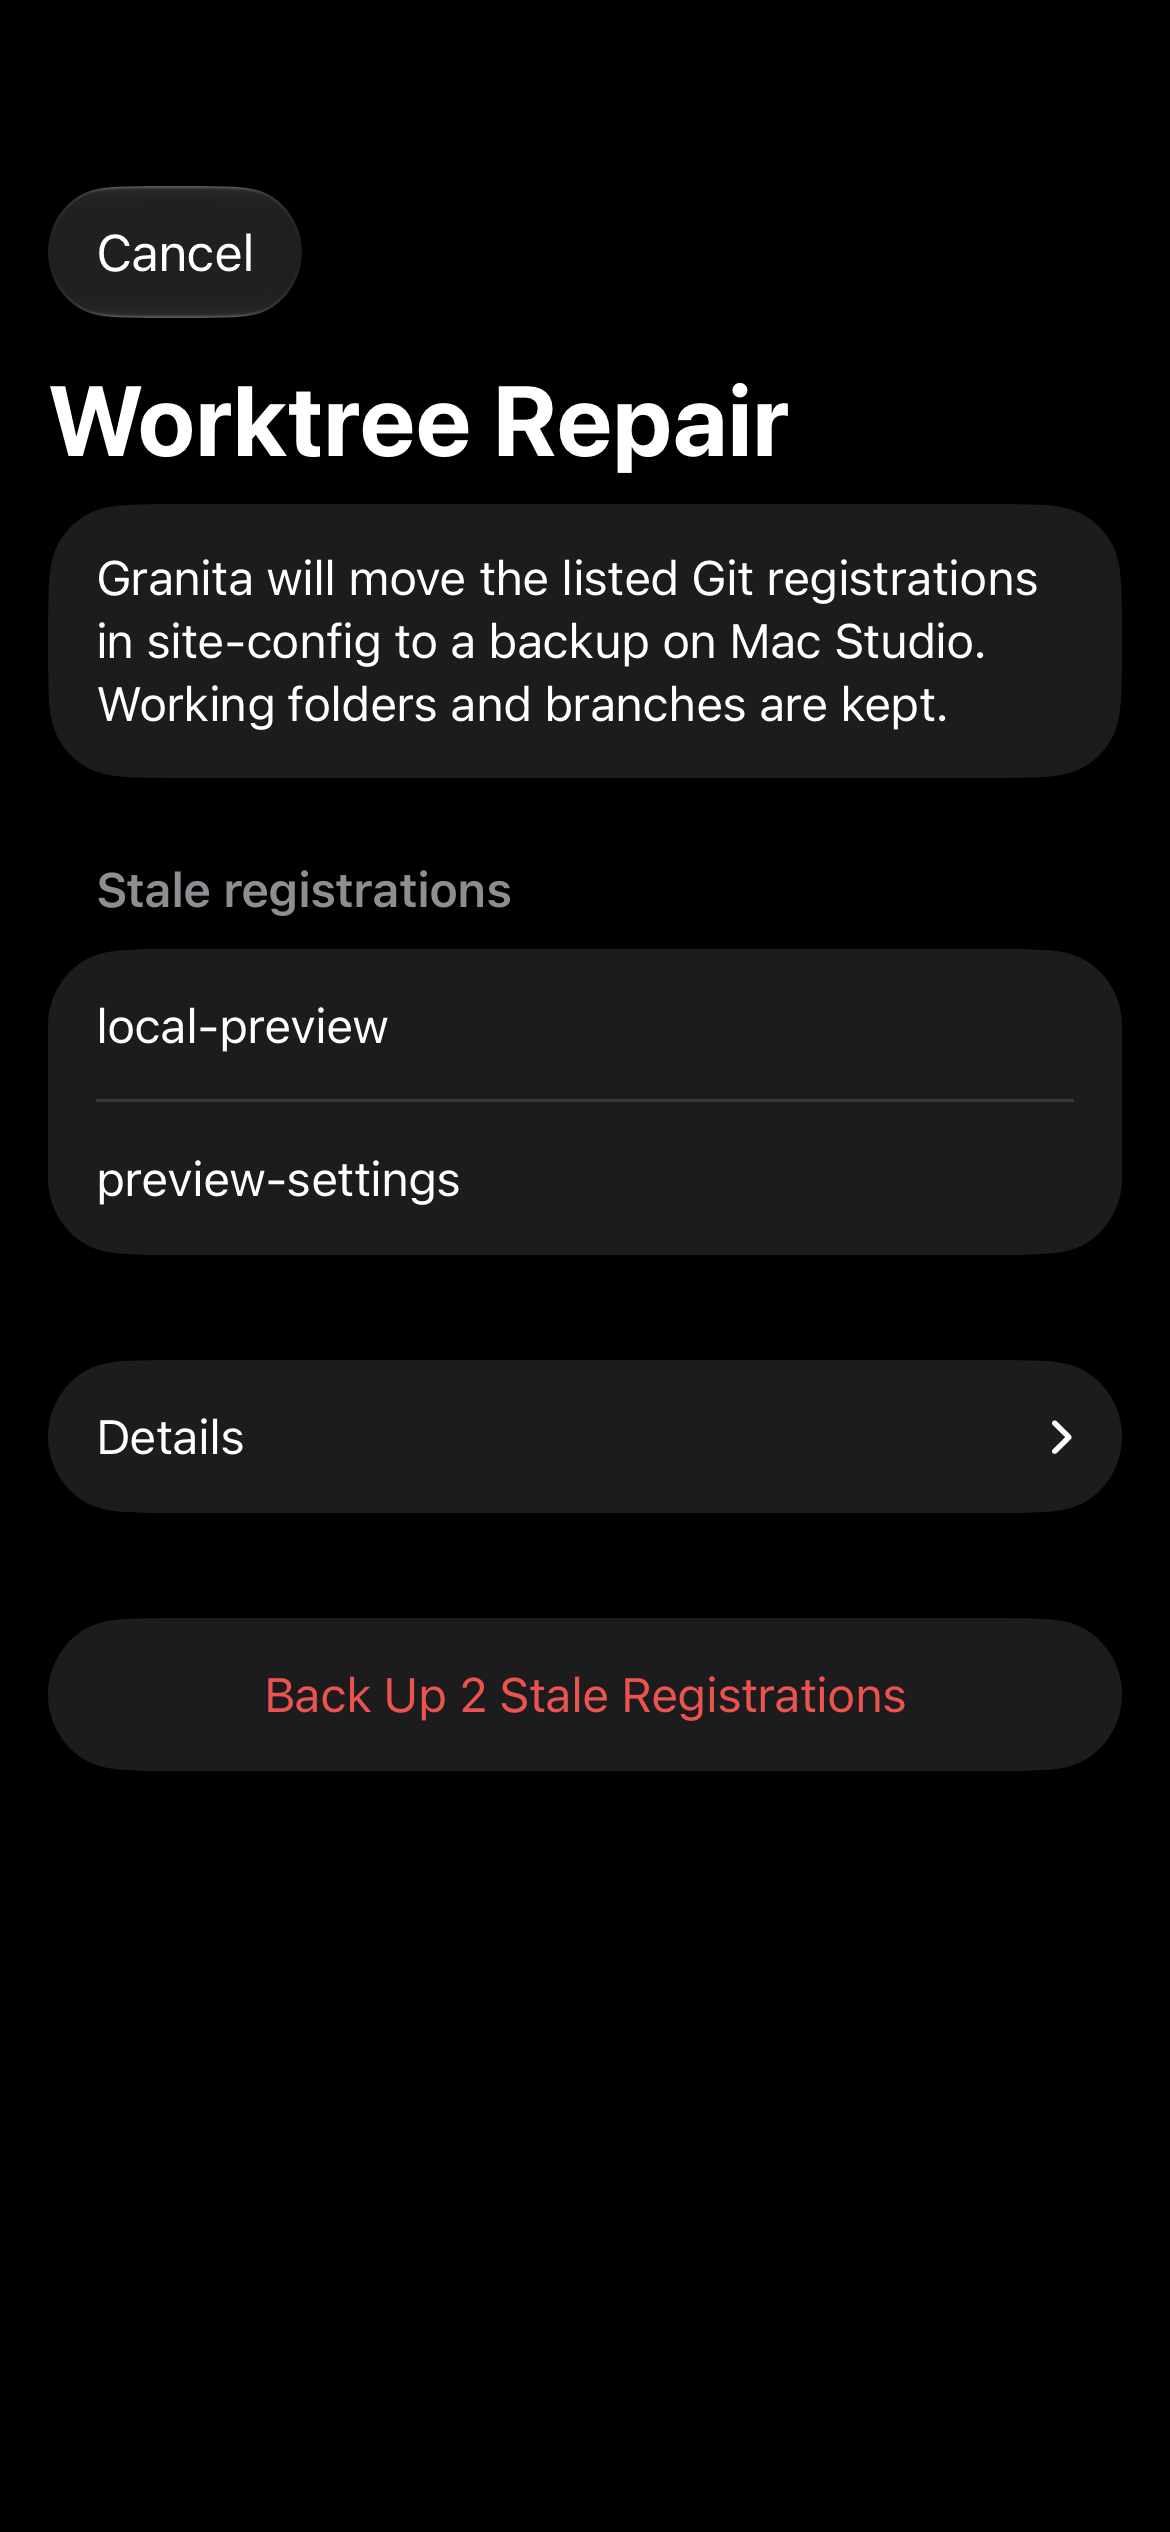 Cancel
Worktree Repair
Granita will move the listed Git registrations
in site-config to a backup on Mac Studio.
Working folders and branches are kept.
Stale registrations
local-preview
preview-settings
Details
Back Up 2 Stale Registrations